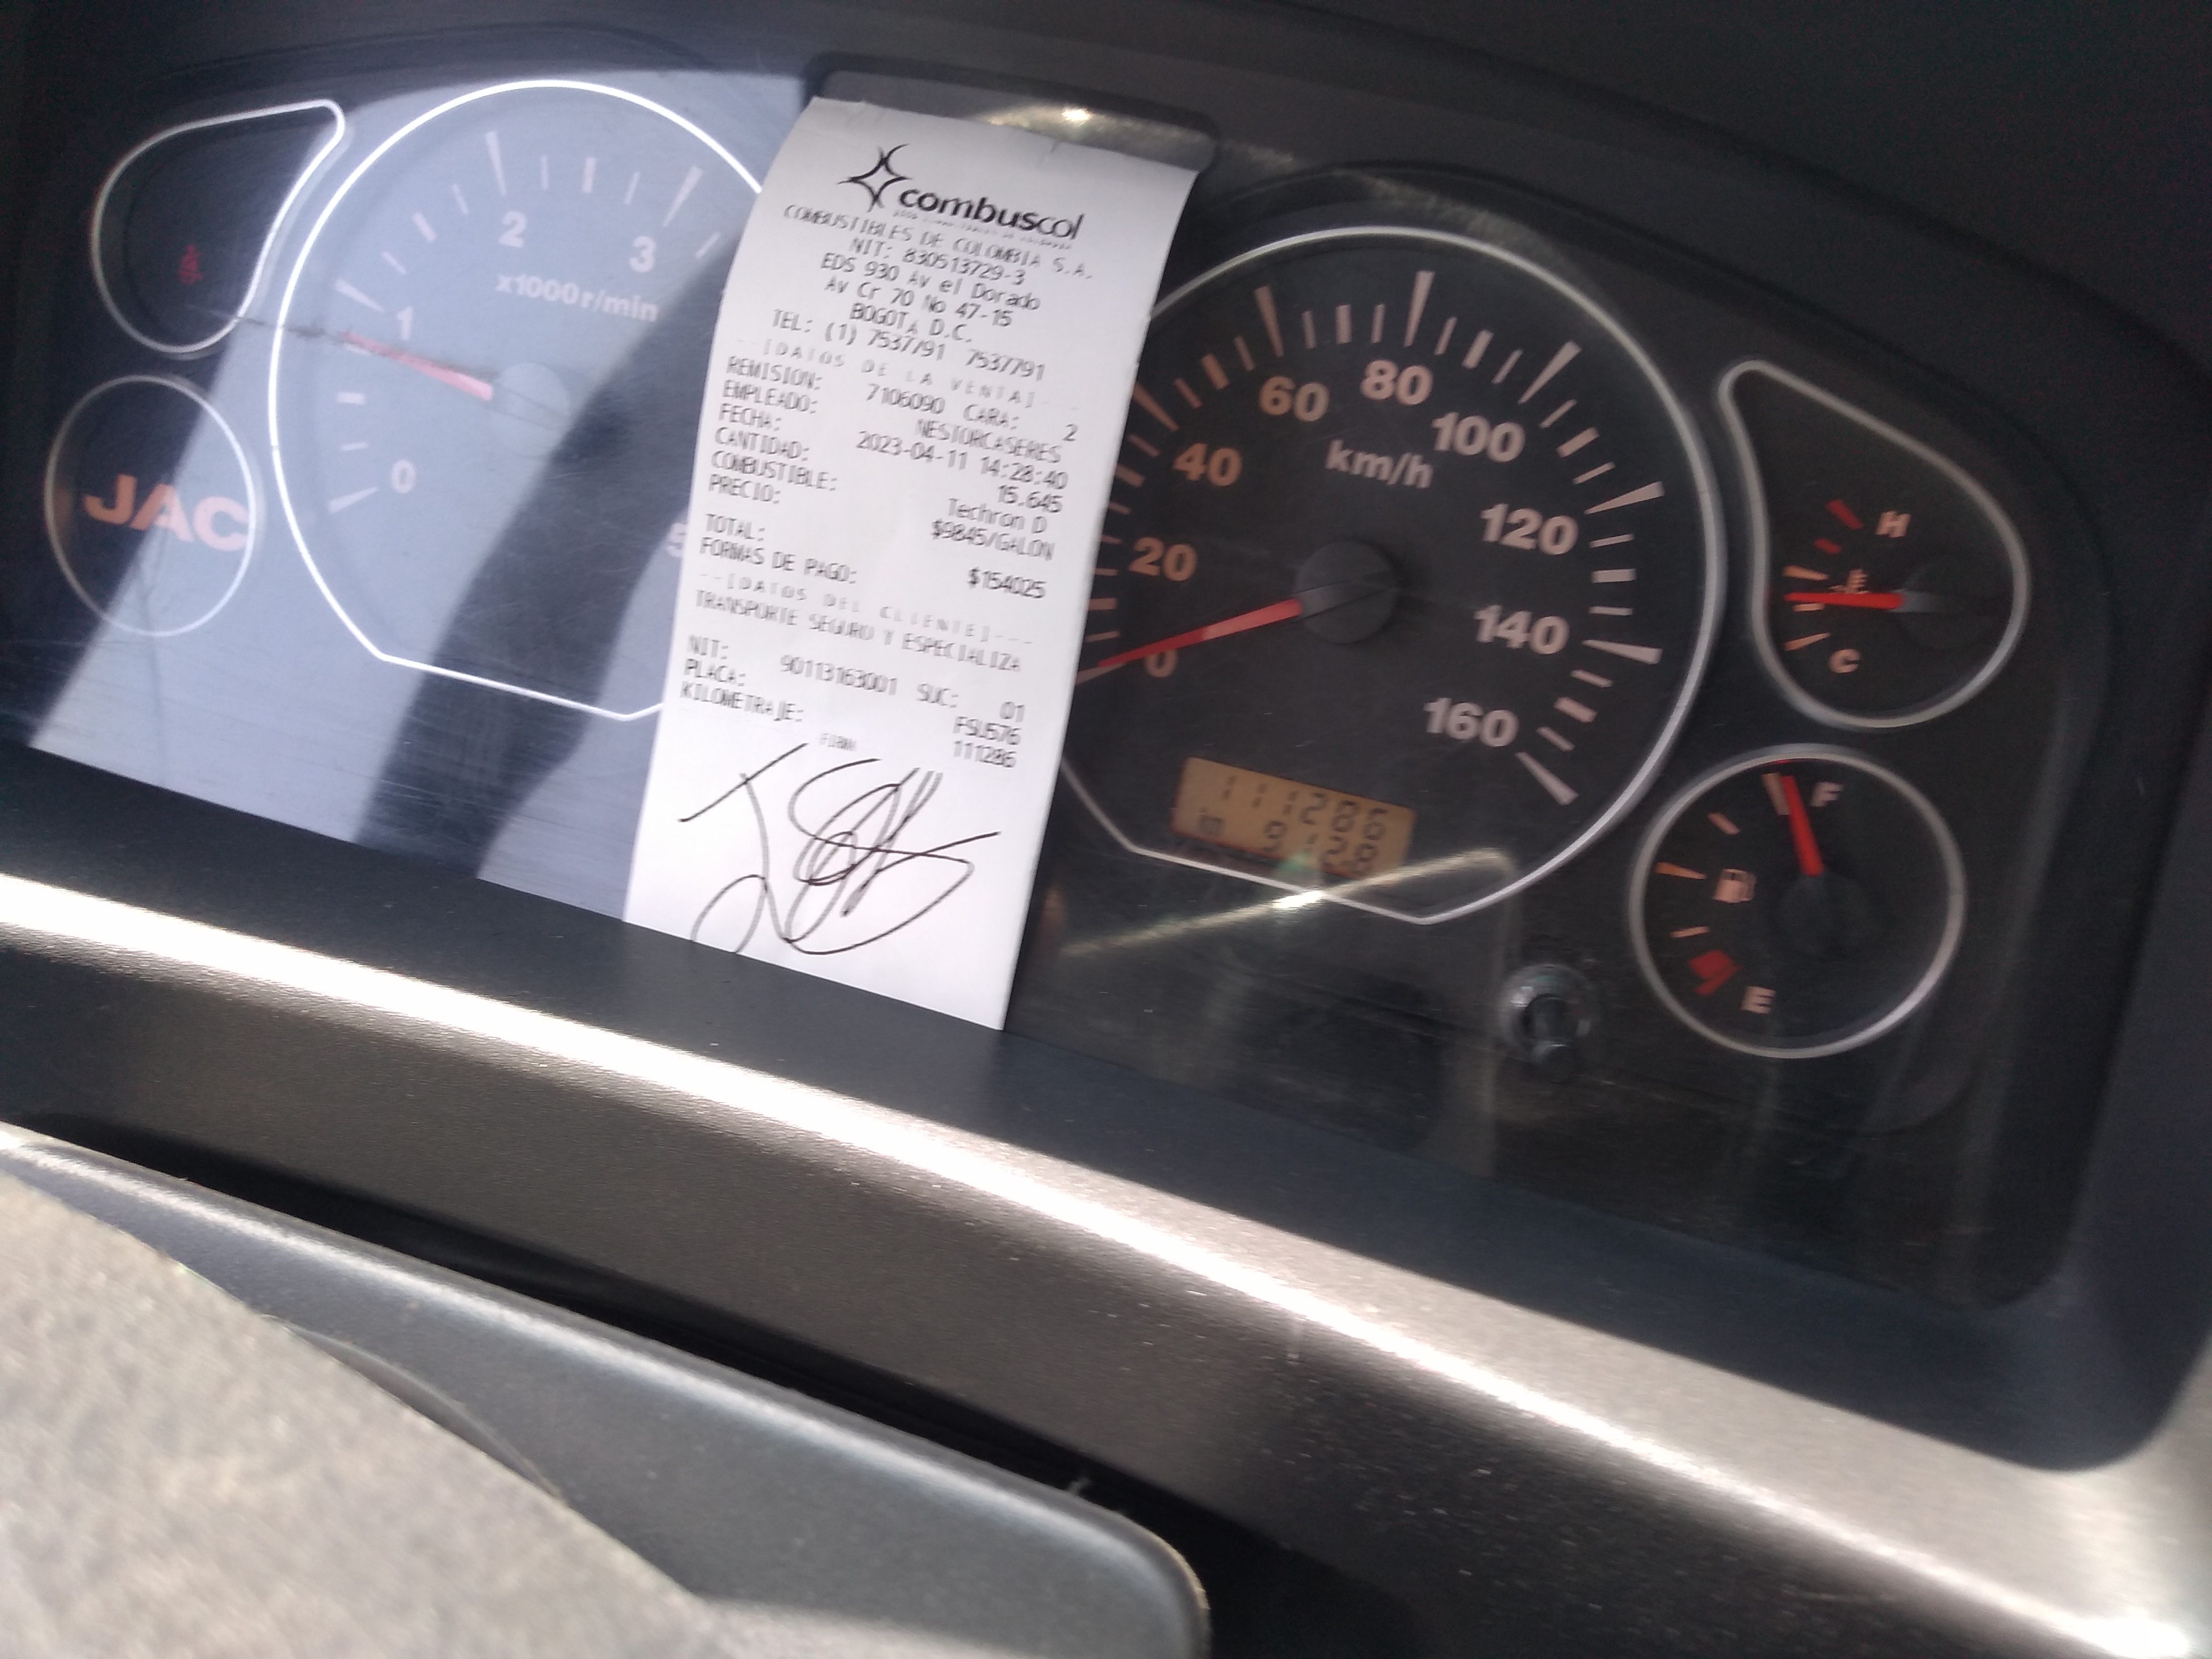 combuscol
COMBUSTIBLES DE COLOMBIA S.A.
NIT: 830513729-3
EDS 930 Av el Dorado
Av Cr 70 No 47-15
BOGOTA D.C.
TEL: (1) 7537791 7537791
--[DATOS DE LA VENTA]--
REMISION: 7106090 CARA: 2
EMPLEADO: NESTORCASERES
FECHA: 2023-04-11 14:28:40
CANTIDAD: 15.645
COMBUSTIBLE: Techron D
PRECIO: $9845/GALON
TOTAL: $154025
FORMAS DE PAGO:
--[DATOS DEL CLIENTE]---
TRANSPORTE SEGURO Y ESPECIALIZA
NIT: 90113163001 SUC: 01
PLACA: FSU576
KILOMETRAJE: 111286
FIRMA
JAC
0
1
2
3
5
x1000r/min
0
20
40
60
80
100
120
140
160
km/h
111286
km
H
C
F
E